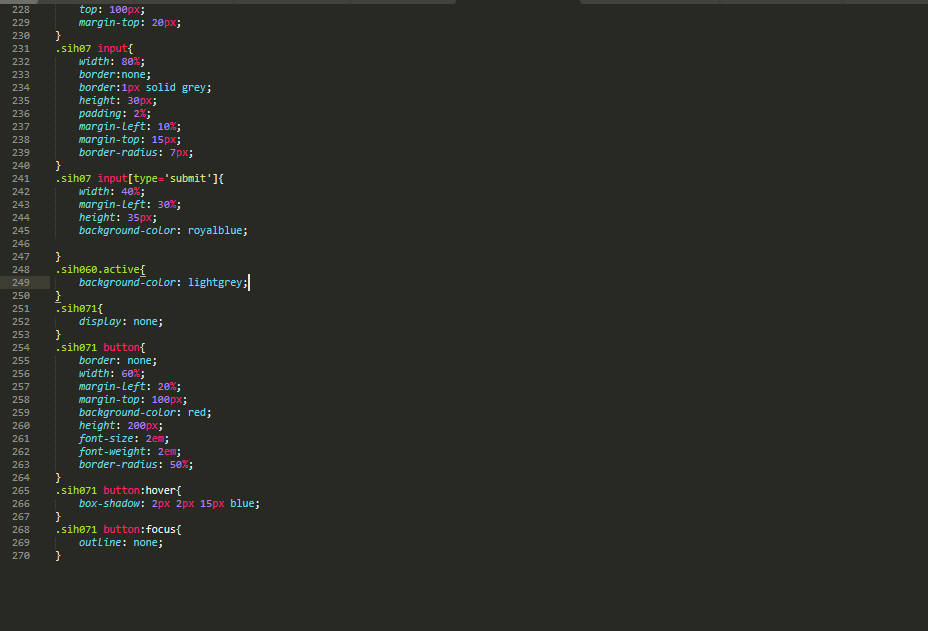 228 top: 100px;
229 margin-top: 20px;
230 }
231 .sih07 input{
232 width: 80%;
233 border:none;
234 border:1px solid grey;
235 height: 30px;
236 padding: 2%;
237 margin-left: 10%;
238 margin-top: 15px;
239 border-radius: 7px;
240 }
241 .sih07 input[type='submit']{
242 width: 40%;
243 margin-left: 30%;
244 height: 35px;
245 background-color: royalblue;
246
247 }
248 .sih060.active{
249 background-color: lightgrey;
250 }
251 .sih071{
252 display: none;
253 }
254 .sih071 button{
255 border: none;
256 width: 60%;
257 margin-left: 20%;
258 margin-top: 100px;
259 background-color: red;
260 height: 200px;
261 font-size: 2em;
262 font-weight: 2em;
263 border-radius: 50%;
264 }
265 .sih071 button:hover{
266 box-shadow: 2px 2px 15px blue;
267 }
268 .sih071 button:focus{
269 outline: none;
270 }